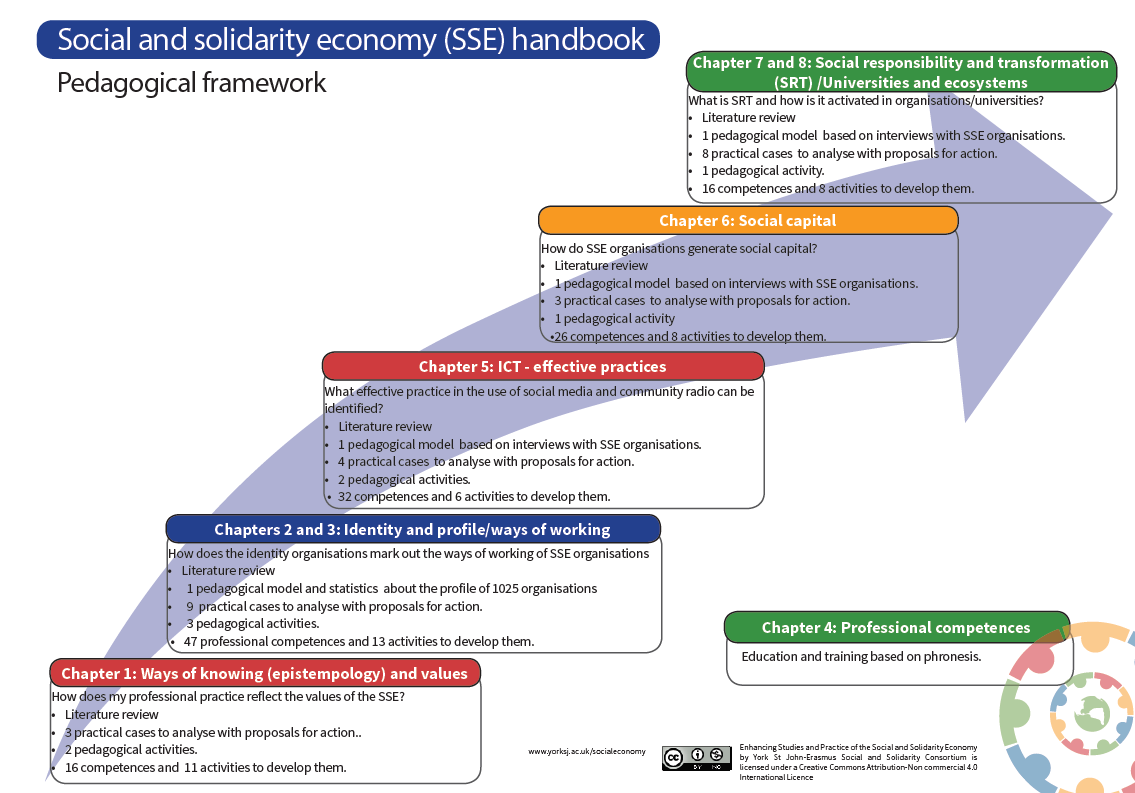 Social and solidarity economy (SSE) handbook
Pedagogical framework
Chapter 7 and 8: Social responsibility and transformation
(SRT) /Universities and ecosystems
What is SRT and how is it activated in organisations/universities?
• Literature review
• 1 pedagogical model based on interviews with SSE organisations.
• 8 practical cases to analyse with proposals for action.
• 1 pedagogical activity.
• 16 competences and 8 activities to develop them.
Chapter 6: Social capital
How do SSE organisations generate social capital?
• Literature review
• 1 pedagogical model based on interviews with SSE organisations.
• 3 practical cases to analyse with proposals for action.
• 1 pedagogical activity
•26 competences and 8 activities to develop them.
Chapter 5: ICT - effective practices
What effective practice in the use of social media and community radio can be
identified?
• Literature review
• 1 pedagogical model based on interviews with SSE organisations.
• 4 practical cases to analyse with proposals for action.
• 2 pedagogical activities.
• 32 competences and 6 activities to develop them.
Chapters 2 and 3: Identity and profile/ways of working
How does the identity organisations mark out the ways of working of SSE organisations
• Literature review
• 1 pedagogical model and statistics about the profile of 1025 organisations
• 9 practical cases to analyse with proposals for action.
• 3 pedagogical activities.
• 47 professional competences and 13 activities to develop them.
Chapter 4: Professional competences
Education and training based on phronesis.
Chapter 1: Ways of knowing (epistempology) and values
How does my professional practice reflect the values of the SSE?
• Literature review
• 3 practical cases to analyse with proposals for action..
• 2 pedagogical activities.
• 16 competences and 11 activities to develop them.
www.yorksj.ac.uk/socialeconomy
cc
BY NC
Enhancing Studies and Practice of the Social and Solidarity Economy
by York St John-Erasmus Social and Solidarity Consortium is
licensed under a Creative Commons Attribution-Non commercial 4.0
International Licence